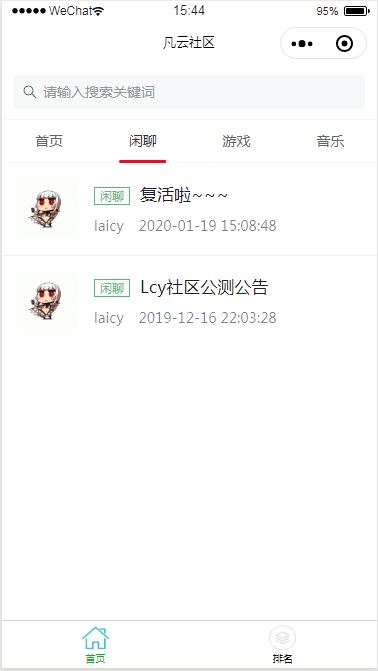 ●●●●● WeChat 15:44 95%
凡云社区
请输入搜索关键词
首页 闲聊 游戏 音乐
闲聊 复活啦~~~
laicy 2020-01-19 15:08:48
闲聊 Lcy社区公测公告
laicy 2019-12-16 22:03:28
首页 排名